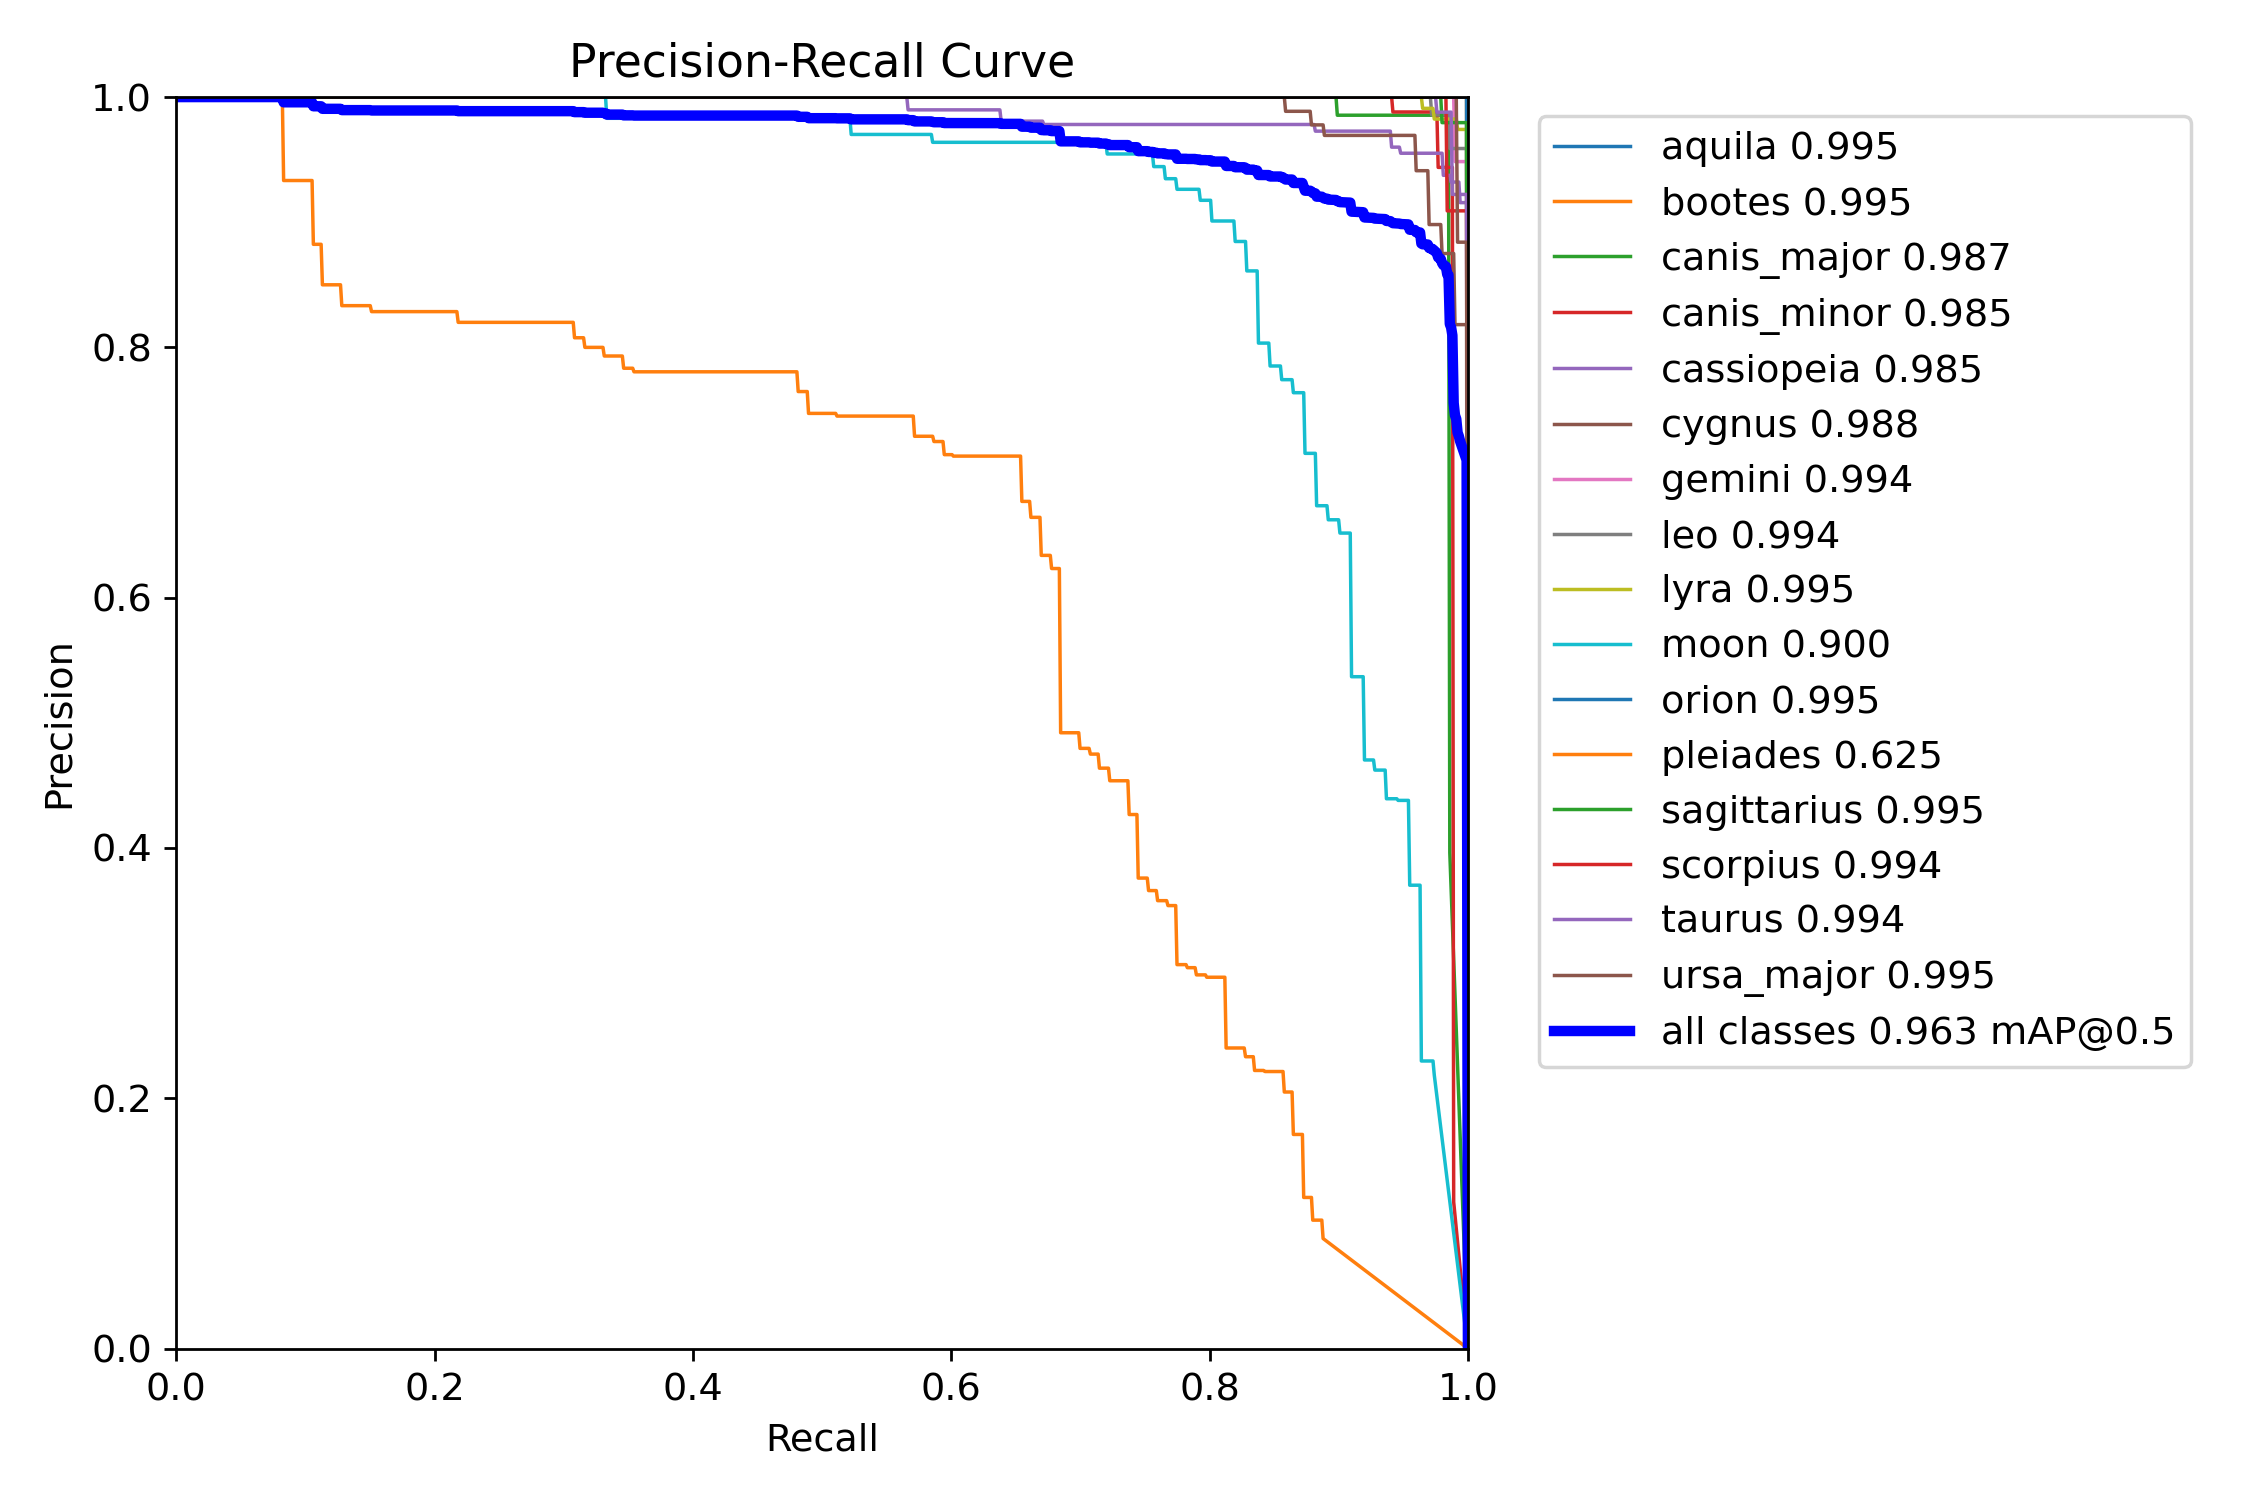 Precision-Recall Curve
1.0
0.8
0.6
0.4
0.2
0.0
Precision
0.0 0.2 0.4 0.6 0.8 1.0
Recall
aquila 0.995
bootes 0.995
canis_major 0.987
canis_minor 0.985
cassiopeia 0.985
cygnus 0.988
gemini 0.994
leo 0.994
lyra 0.995
moon 0.900
orion 0.995
pleiades 0.625
sagittarius 0.995
scorpius 0.994
taurus 0.994
ursa_major 0.995
all classes 0.963 mAP@0.5